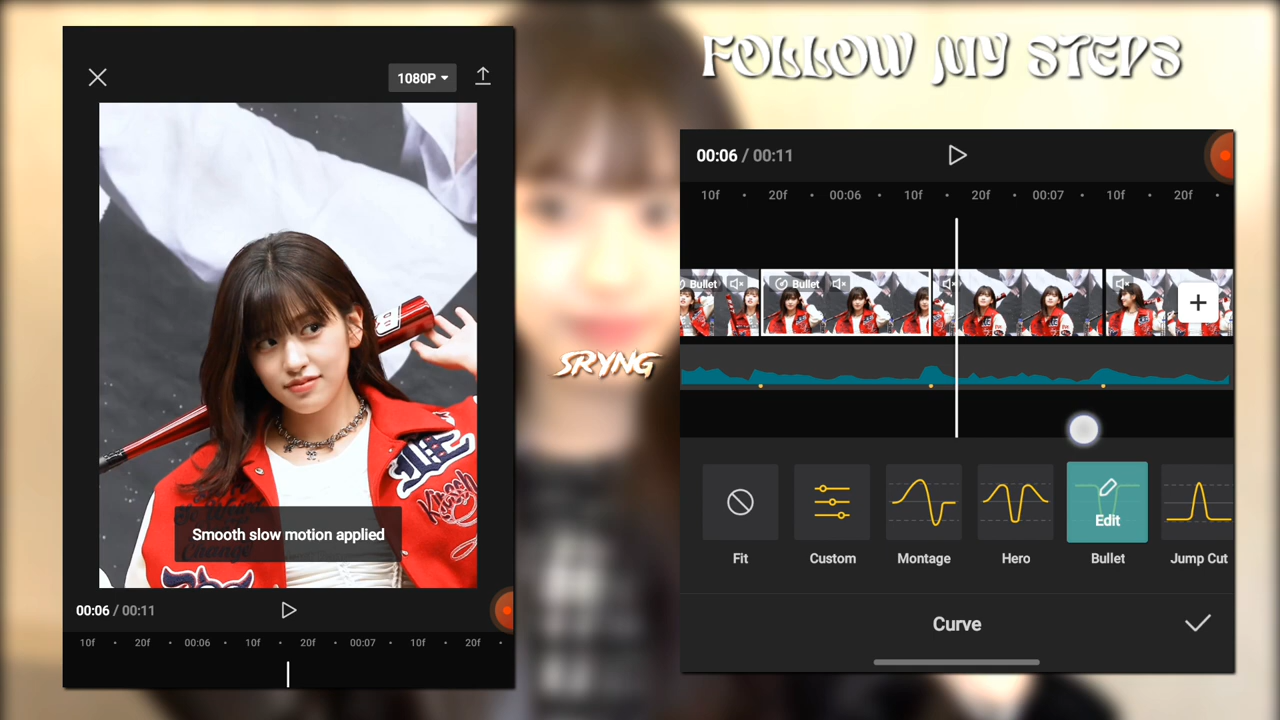 FOLLOW MY STEPS
1080P
Smooth slow motion applied
00:06 / 00:11
10f 20f 00:06 10f 20f 00:07 10f 20f
SRYNG
00:06 / 00:11
10f 20f 00:06 10f 20f 00:07 10f 20f
Bullet Bullet
Edit
Fit Custom Montage Hero Bullet Jump Cut
Curve